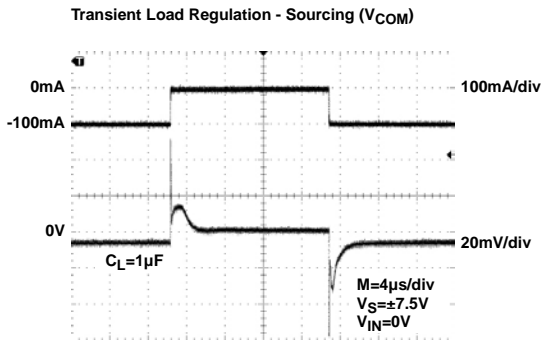 Transient Load Regulation - Sourcing (VCOM)
T
0mA
100mA/div
-100mA
0V
20mV/div
CL=1µF
M=4µs/div
VS=±7.5V
VIN=0V